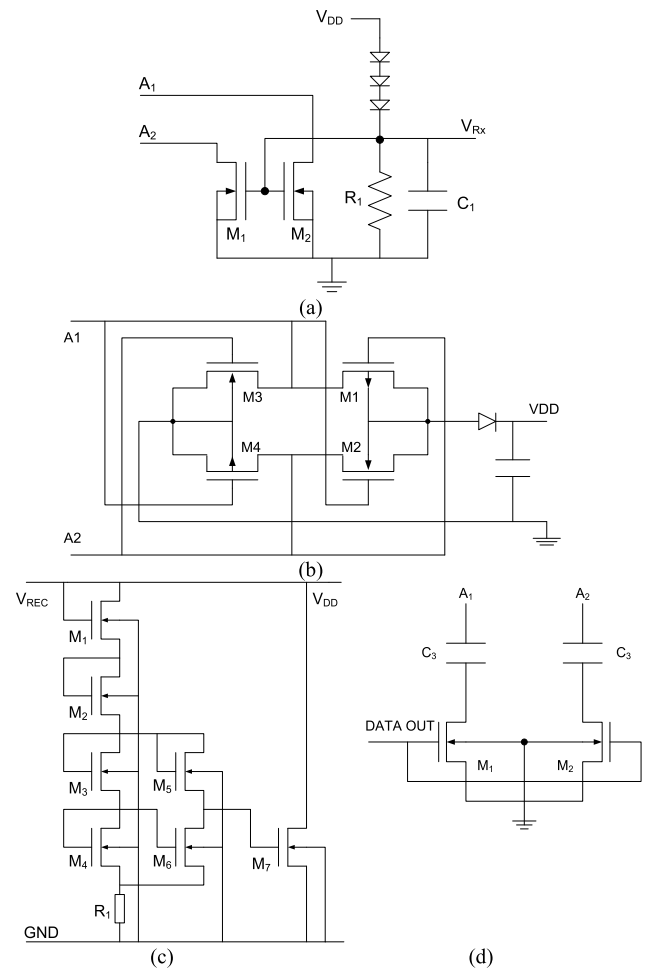 V_DD
A_1
A_2
V_Rx
R_1
C_1
M_1
M_2
(a)
A1
M3
M1
M4
M2
VDD
A2
(b)
V_REC
V_DD
M_1
M_2
M_3
M_5
M_4
M_6
M_7
R_1
GND
(c)
A_1
A_2
C_3
C_3
DATA OUT
M_1
M_2
(d)